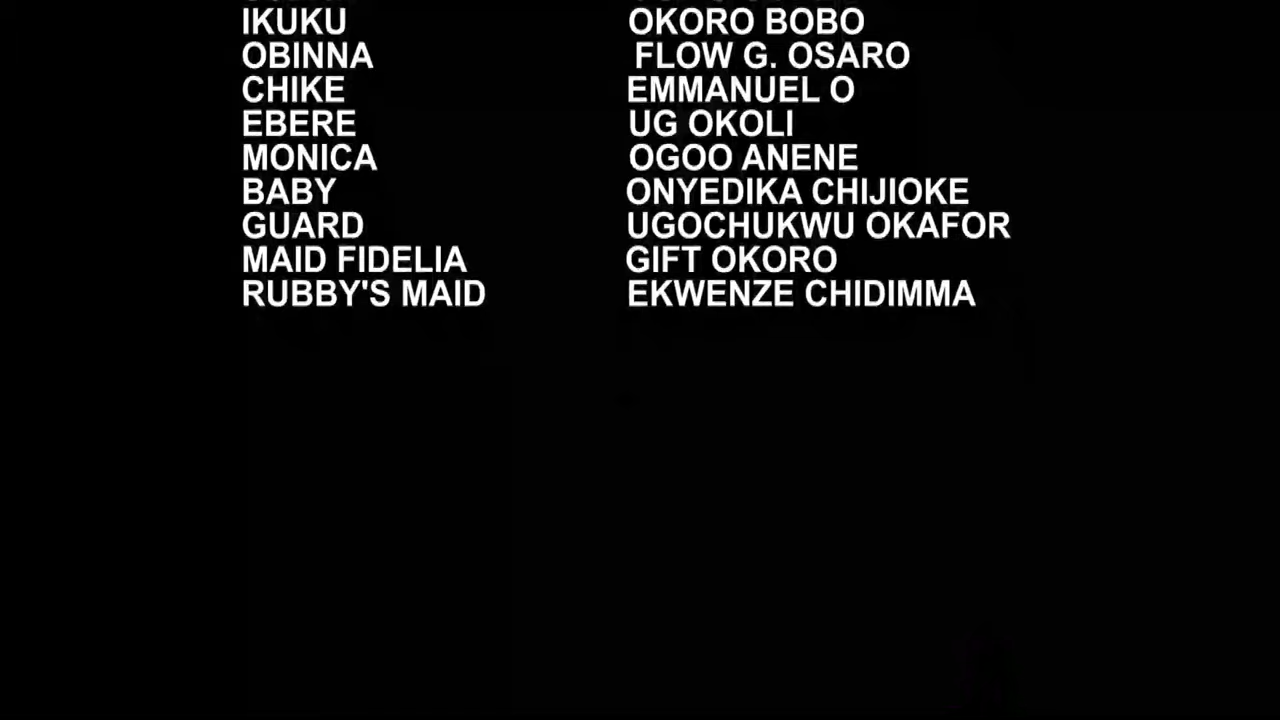 IKUKU OKORO BOBO
OBINNA FLOW G. OSARO
CHIKE EMMANUEL O
EBERE UG OKOLI
MONICA OGOO ANENE
BABY ONYEDIKA CHIJIOKE
GUARD UGOCHUKWU OKAFOR
MAID FIDELIA GIFT OKORO
RUBBY'S MAID EKWENZE CHIDIMMA